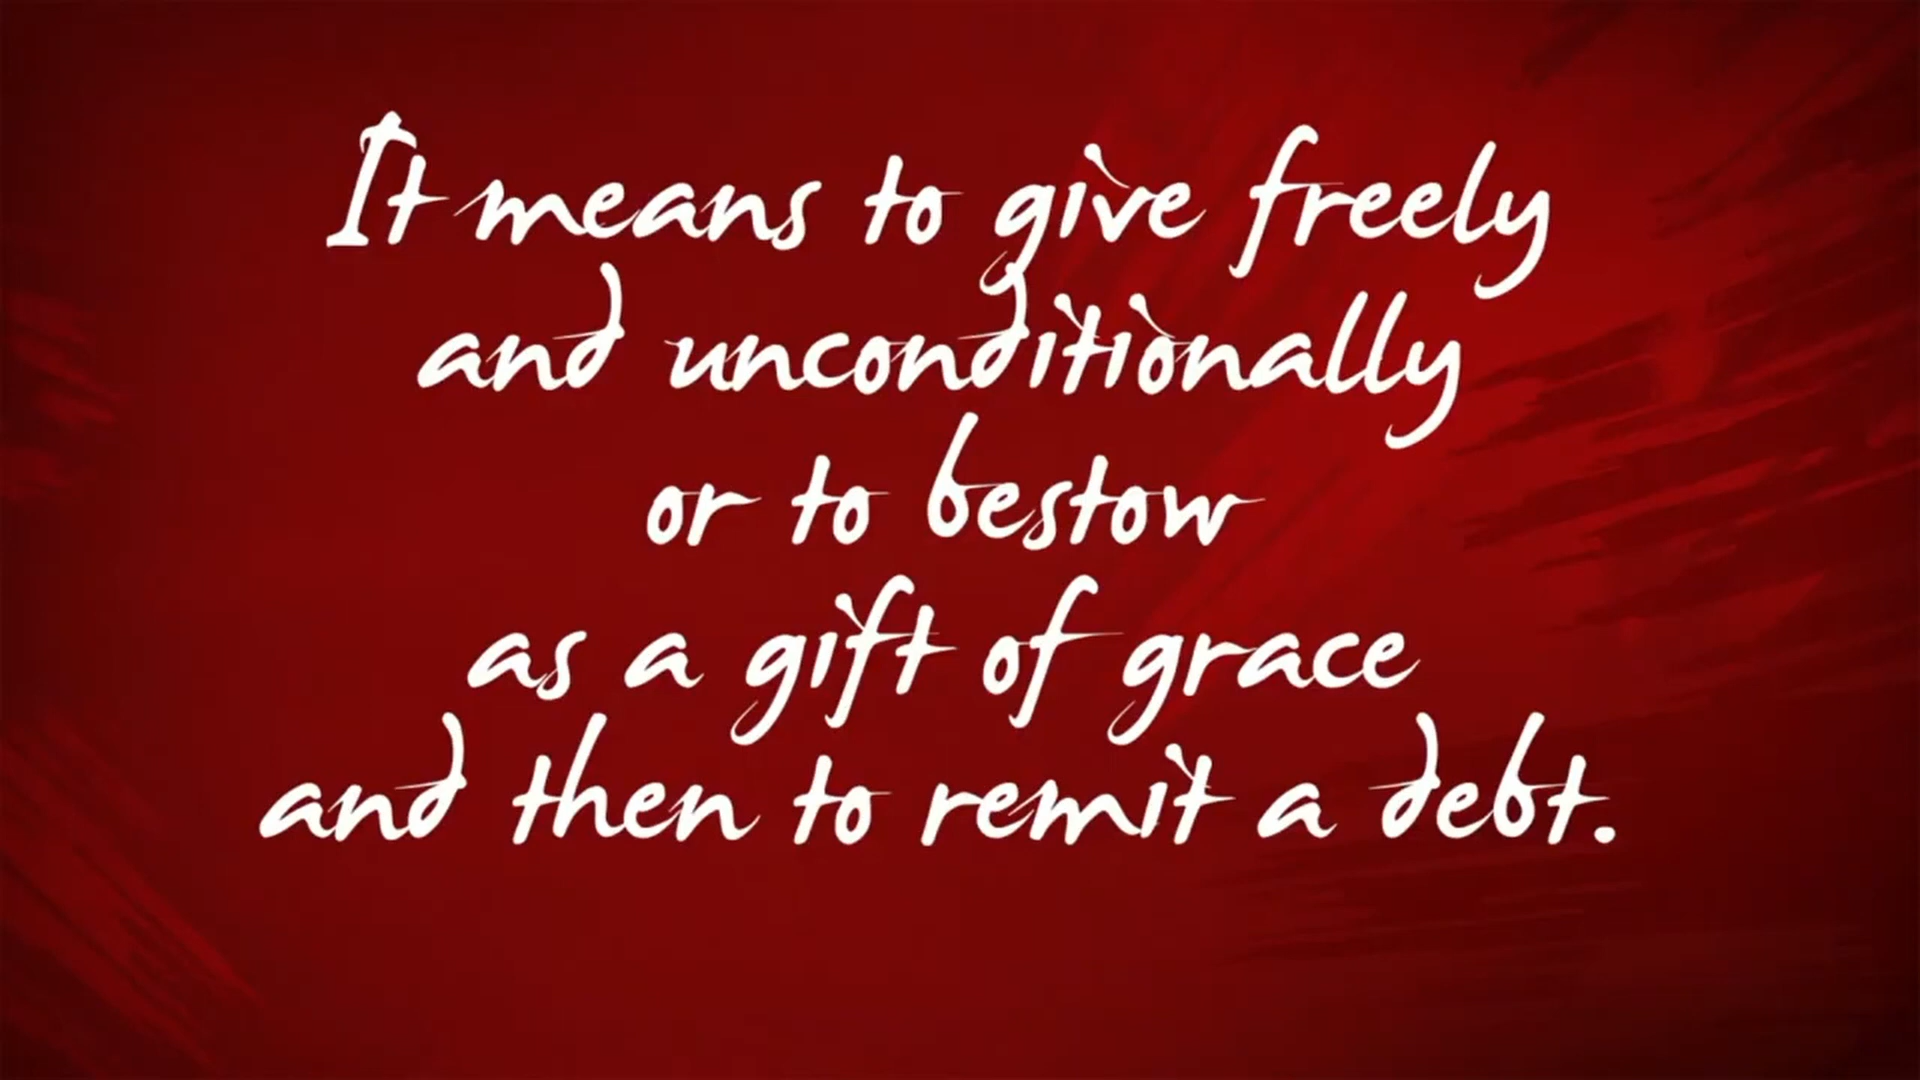 It means to give freely
and unconditionally
or to bestow
as a gift of grace
and then to remit a debt.